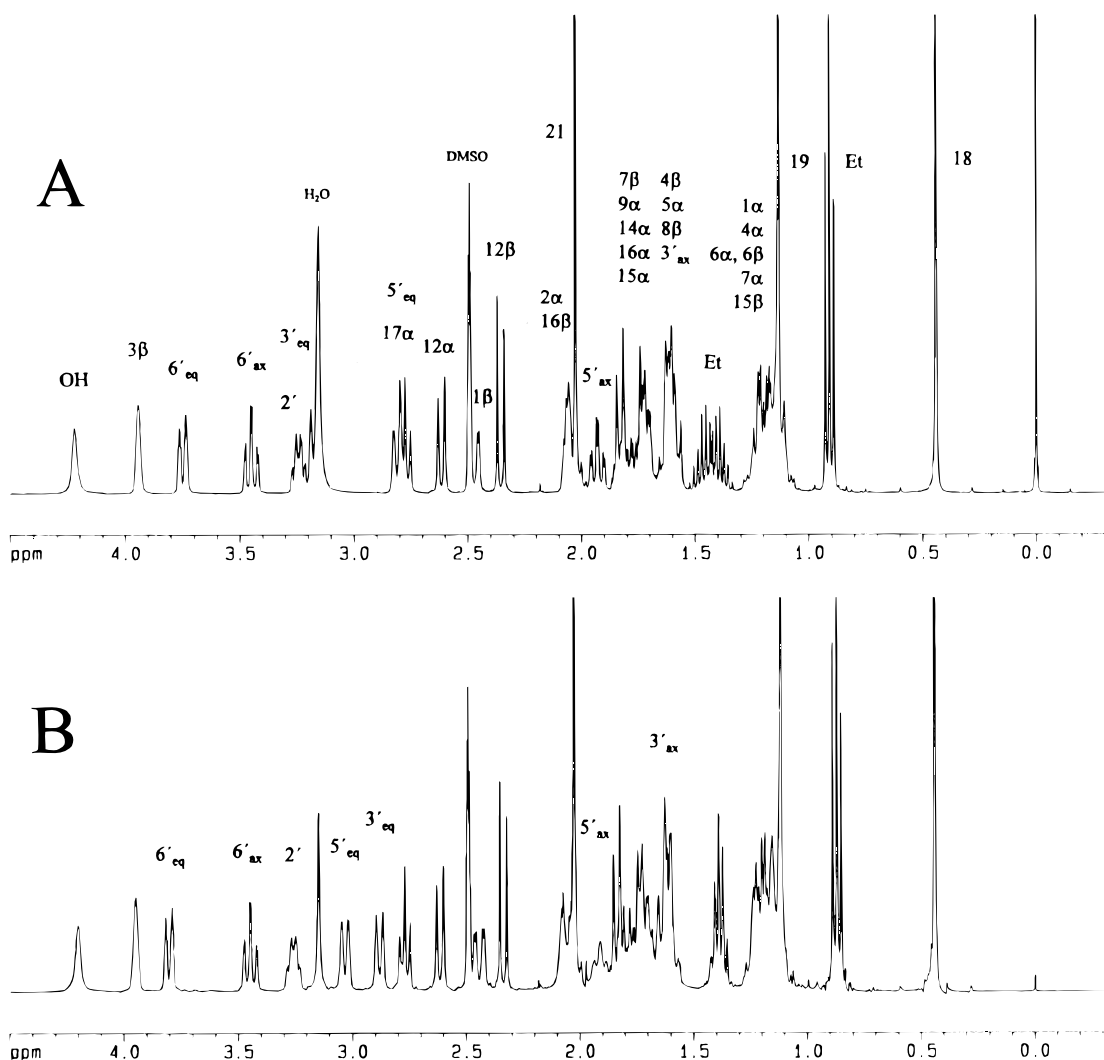 A
OH
3β
6′eq
6′ax
3′eq
2′
H₂O
5′eq
17α
12α
DMSO
1β
12β
21
2α
16β
5′ax
7β 4β
9α 5α
14α 8β
16α 3′ax
15α
Et
1α
4α
6α, 6β
7α
15β
19
Et
18
ppm 4.0 3.5 3.0 2.5 2.0 1.5 1.0 0.5 0.0
B
6′eq
6′ax
2′
5′eq
3′eq
5′ax
3′ax
ppm 4.0 3.5 3.0 2.5 2.0 1.5 1.0 0.5 0.0